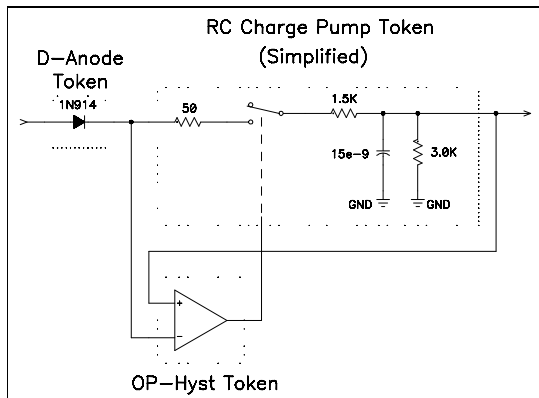 RC Charge Pump Token
(Simplified)
D-Anode
Token
1N914
50
1.5K
15e-9
3.0K
GND
GND
+
-
OP-Hyst Token